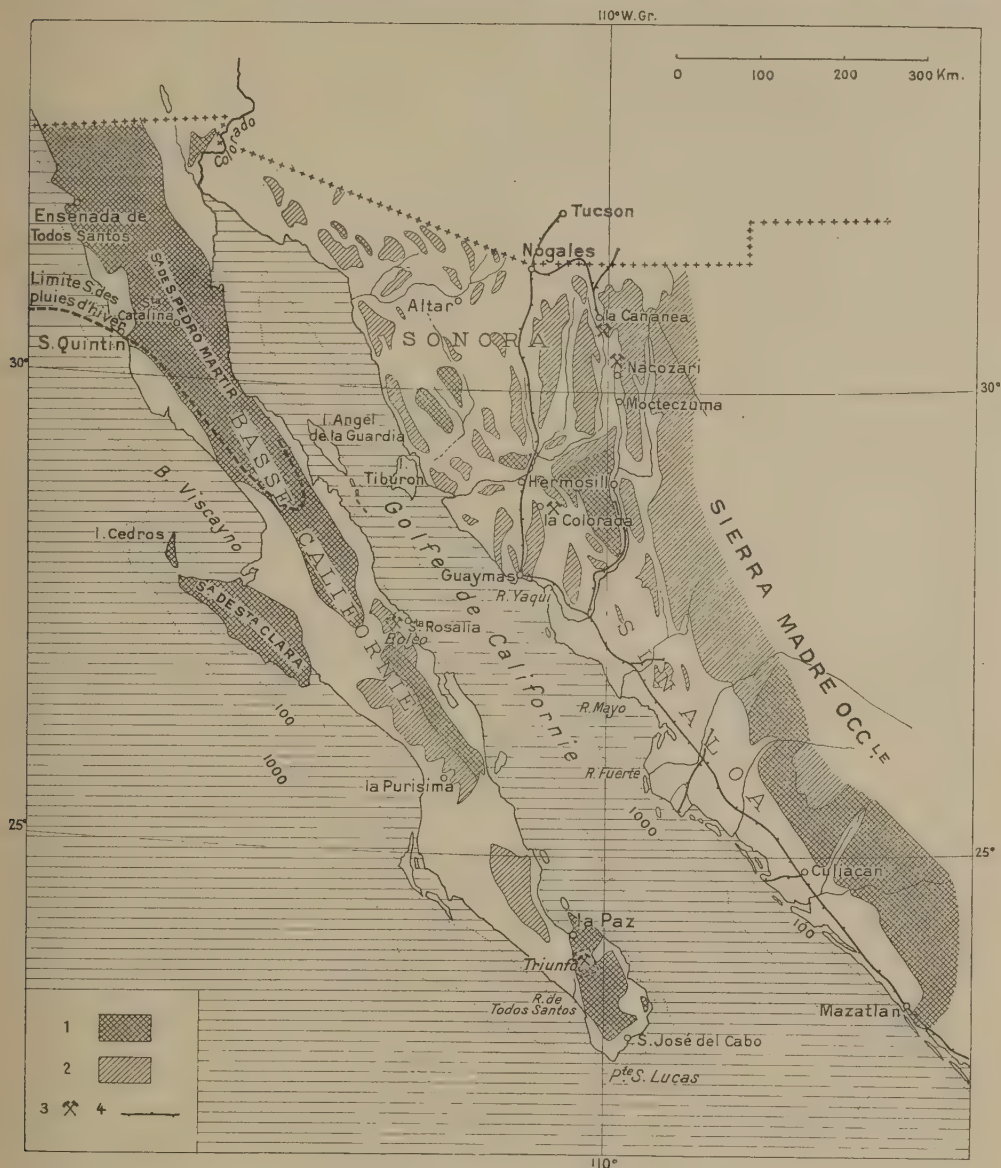 110° W. Gr.
0 100 200 300 Km.
Colorado
Tucson
Ensenada de
Todos Santos
Nogales
Sª DE S. PEDRO MARTIR
Limite S. des
pluies d'hiver
Sta
Catalina
Altar
la Cananea
SONORA
S. Quintin
30°
Nacozari
30°
Mocteczuma
I. Angel
de la Guardia
BASSE CALIFORNIE
Tiburon
Hermosillo
B. Viscayno
la Colorada
I. Cedros
Golfe de Californie
SIERRA MADRE OCCLE
Guaymas
R. Yaqui
Sª DE STA CLARA
Sta Rosalia
Boleo
SINALOA
100
R. Mayo
1000
R. Fuerte
la Purisima
25°
1000
25°
Culiacan
100
la Paz
Triunfo
R. de
Todos Santos
Mazatlan
S. José del Cabo
Pte S. Lucas
1
2
3 4
110°